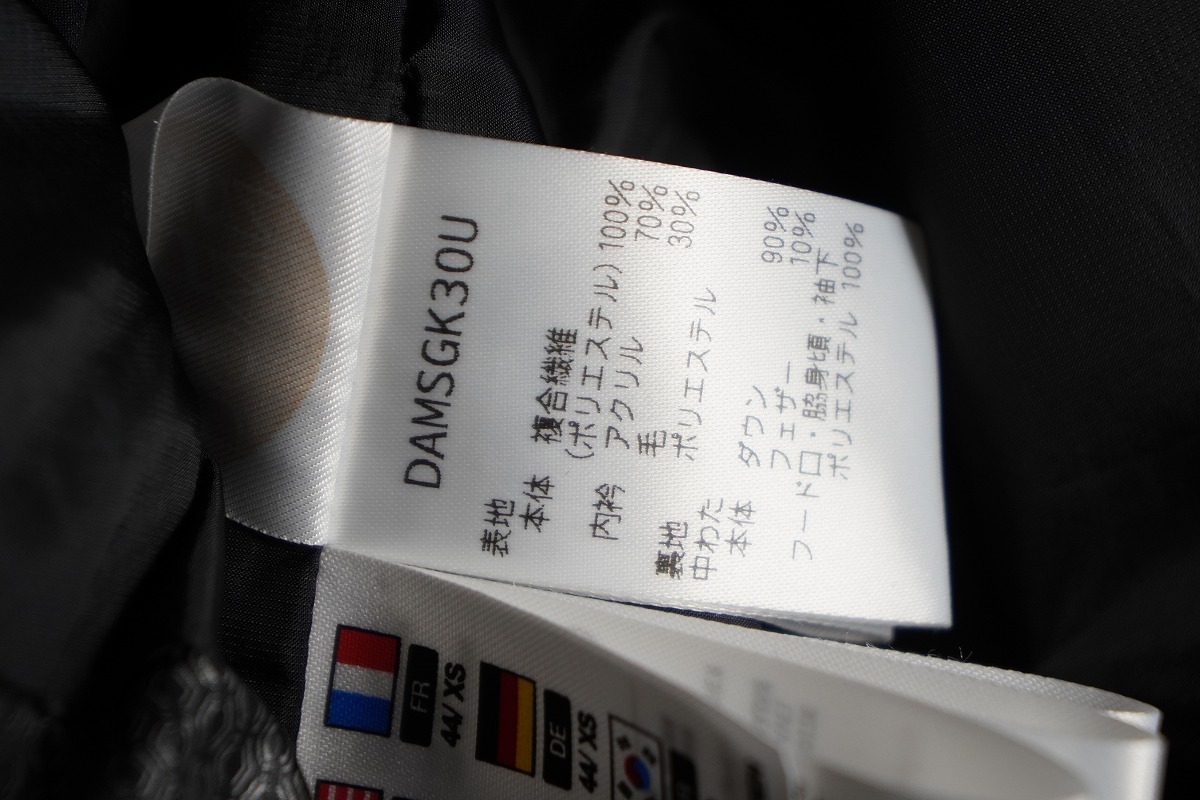 DAMSGK30U
表地
本体 複合繊維
(ポリエステル) 100%
内衿 アクリル 70%
毛 30%
裏地 ポリエステル
中わた
本体 ダウン 90%
フェザー 10%
フード口・脇身頃・袖下
ポリエステル 100%
FR
44/ XS
DE
44/ XS